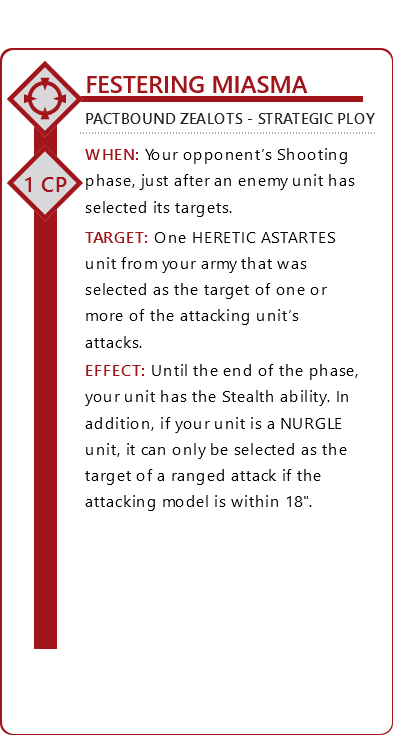 FESTERING MIASMA
PACTBOUND ZEALOTS - STRATEGIC PLOY
1 CP
WHEN: Your opponent's Shooting
phase, just after an enemy unit has
selected its targets.
TARGET: One HERETIC ASTARTES
unit from your army that was
selected as the target of one or
more of the attacking unit's
attacks.
EFFECT: Until the end of the phase,
your unit has the Stealth ability. In
addition, if your unit is a NURGLE
unit, it can only be selected as the
target of a ranged attack if the
attacking model is within 18".